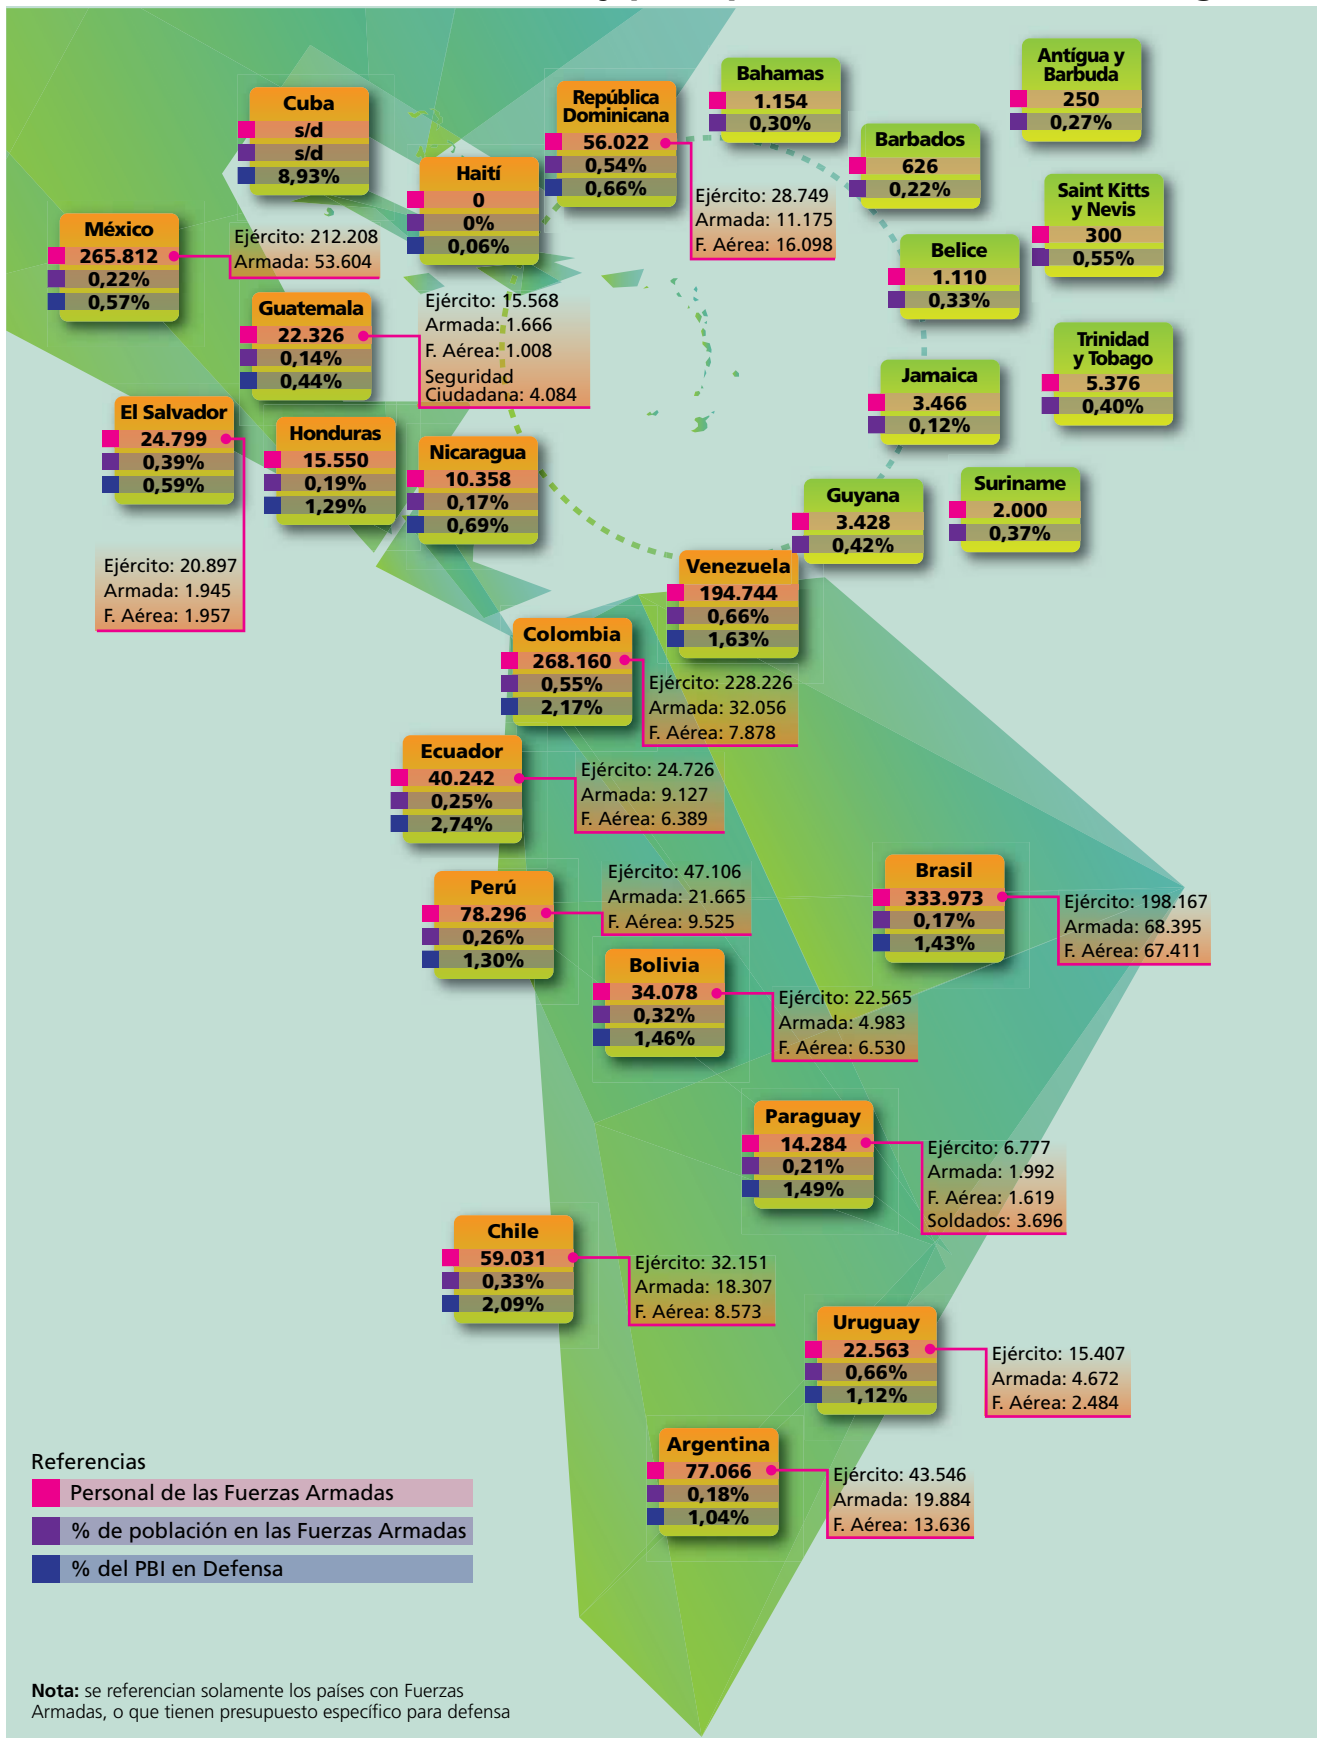 Cuba
s/d
s/d
8,93%
República
Dominicana
56.022
0,54%
0,66%
Ejército: 28.749
Armada: 11.175
F. Aérea: 16.098
Bahamas
1.154
0,30%
Antígua y
Barbuda
250
0,27%
Barbados
626
0,22%
Haití
0
0%
0,06%
Saint Kitts
y Nevis
300
0,55%
México
265.812
0,22%
0,57%
Ejército: 212.208
Armada: 53.604
Belice
1.110
0,33%
Guatemala
22.326
0,14%
0,44%
Ejército: 15.568
Armada: 1.666
F. Aérea: 1.008
Seguridad
Ciudadana: 4.084
Trinidad
y Tobago
5.376
0,40%
Jamaica
3.466
0,12%
El Salvador
24.799
0,39%
0,59%
Ejército: 20.897
Armada: 1.945
F. Aérea: 1.957
Honduras
15.550
0,19%
1,29%
Nicaragua
10.358
0,17%
0,69%
Guyana
3.428
0,42%
Suriname
2.000
0,37%
Venezuela
194.744
0,66%
1,63%
Colombia
268.160
0,55%
2,17%
Ejército: 228.226
Armada: 32.056
F. Aérea: 7.878
Ecuador
40.242
0,25%
2,74%
Ejército: 24.726
Armada: 9.127
F. Aérea: 6.389
Perú
78.296
0,26%
1,30%
Ejército: 47.106
Armada: 21.665
F. Aérea: 9.525
Brasil
333.973
0,17%
1,43%
Ejército: 198.167
Armada: 68.395
F. Aérea: 67.411
Bolivia
34.078
0,32%
1,46%
Ejército: 22.565
Armada: 4.983
F. Aérea: 6.530
Paraguay
14.284
0,21%
1,49%
Ejército: 6.777
Armada: 1.992
F. Aérea: 1.619
Soldados: 3.696
Chile
59.031
0,33%
2,09%
Ejército: 32.151
Armada: 18.307
F. Aérea: 8.573
Uruguay
22.563
0,66%
1,12%
Ejército: 15.407
Armada: 4.672
F. Aérea: 2.484
Argentina
77.066
0,18%
1,04%
Ejército: 43.546
Armada: 19.884
F. Aérea: 13.636
Referencias
Personal de las Fuerzas Armadas
% de población en las Fuerzas Armadas
% del PBI en Defensa
Nota: se referencian solamente los países con Fuerzas
Armadas, o que tienen presupuesto específico para defensa